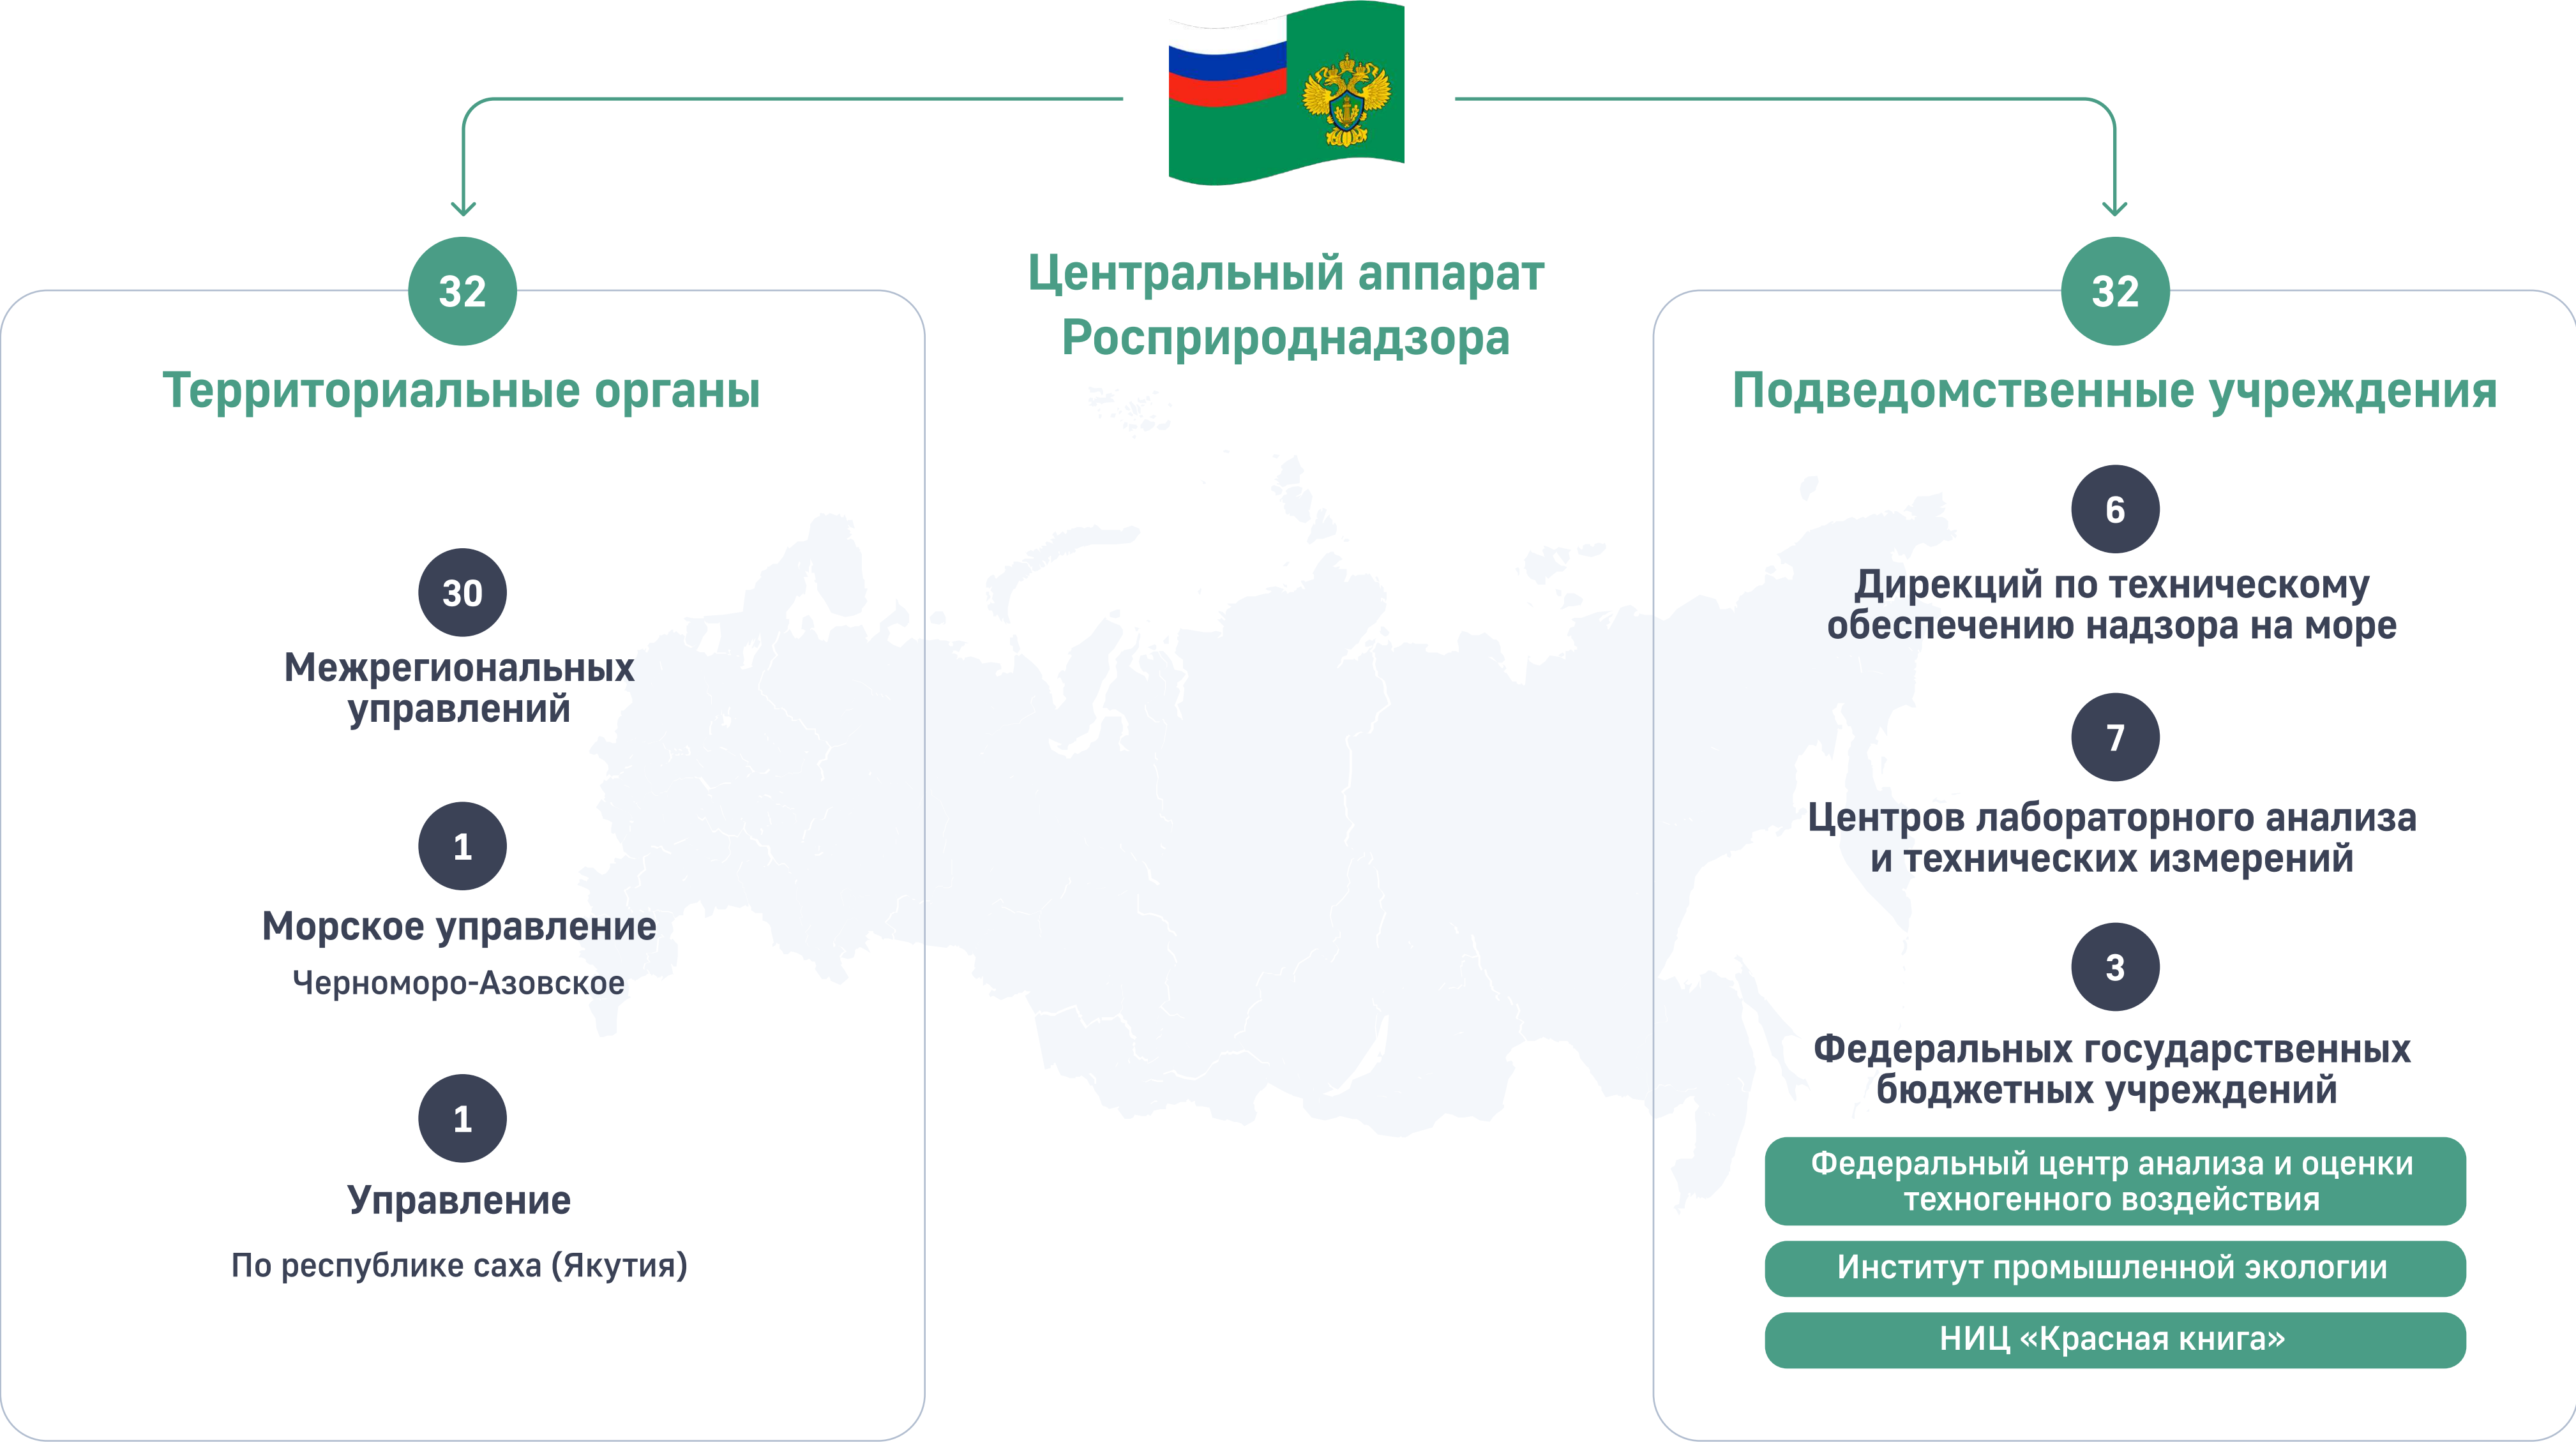 Центральный аппарат
Росприроднадзора
32
Территориальные органы
30
Межрегиональных
управлений
1
Морское управление
Черноморо-Азовское
1
Управление
По республике саха (Якутия)
32
Подведомственные учреждения
6
Дирекций по техническому
обеспечению надзора на море
7
Центров лабораторного анализа
и технических измерений
3
Федеральных государственных
бюджетных учреждений
Федеральный центр анализа и оценки
техногенного воздействия
Институт промышленной экологии
НИЦ «Красная книга»